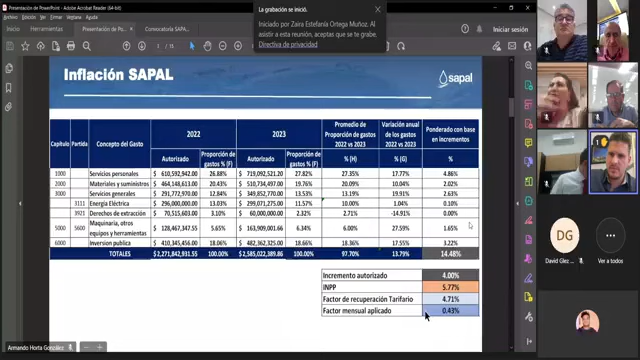 Presentación de PowerPoint - Adobe Acrobat Reader (64-bit)
Archivo Edición Ver Firmar Ventana Ayuda
Inicio Herramientas Presentación de P... Convocatoria SAPAL...
Iniciar sesión
La grabación se inició.
Iniciado por Zaira Estefanía Ortega Muñoz. Al
asistir a esta reunión, aceptas que se te grabe.
Directiva de privacidad
Inflación SAPAL
sapal
Capítulo Partida Concepto del Gasto 2022 2023 Promedio de Proporción de gastos 2022 vs 2023 Variación anual de los gastos 2022 vs 2023 Ponderado con base en incrementos
Autorizado Proporción de gastos % (F) Autorizado Proporción de gastos % (F) % (H) % (G) %
1000 Servicios personales $ 610,592,942.00 26.88% $ 719,092,521.20 27.82% 27.35% 17.77% 4.86%
2000 Materiales y suministros $ 464,148,613.00 20.43% $ 510,734,497.00 19.76% 20.09% 10.04% 2.02%
3000 Servicios generales $ 291,772,937.00 12.84% $ 349,852,770.00 13.53% 13.19% 19.91% 2.63%
3111 Energía Eléctrica $ 296,000,000.00 13.03% $ 299,071,275.00 11.57% 10.00% 1.04% 0.10%
3921 Derechos de extracción $ 70,515,603.00 3.10% $ 60,000,000.00 2.32% 2.71% -14.91% 0.00%
5000 5600 Maquinaria, otros equipos y herramientas $ 128,467,347.55 5.65% $ 163,909,001.66 6.34% 6.00% 27.59% 1.65%
6000 Inversion publica $ 410,345,456.00 18.06% $ 482,362,325.00 18.66% 18.36% 17.55% 3.22%
TOTALES $ 2,271,842,931.55 100.00% $ 2,585,022,389.86 100.00% 97.70% 13.79% 14.48%
Incremento autorizado 4.00%
INPP 5.77%
Factor de recuperación Tarifario 4.71%
Factor mensual aplicado 0.43%
DG
David Glez ...
Ver a todos
Armando Horta González